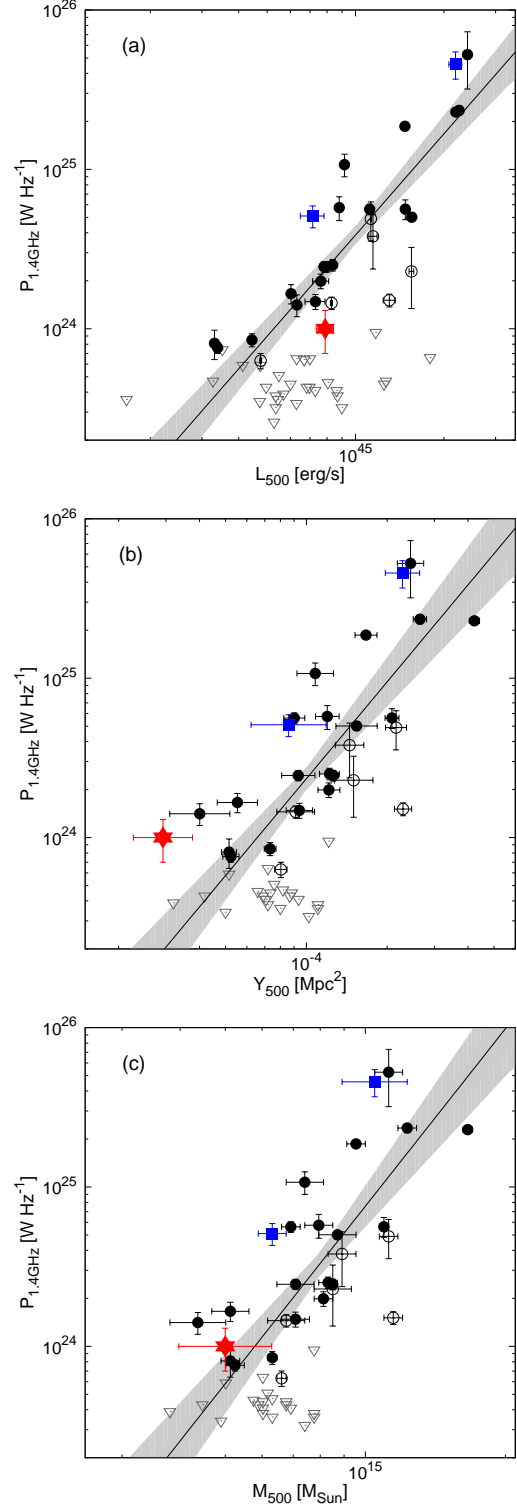 (a)
10^26
10^25
10^24
P_1.4GHz [W Hz^-1]
10^45
L_500 [erg/s]
(b)
10^26
10^25
10^24
P_1.4GHz [W Hz^-1]
10^-4
Y_500 [Mpc^2]
(c)
10^26
10^25
10^24
P_1.4GHz [W Hz^-1]
10^15
M_500 [M_Sun]